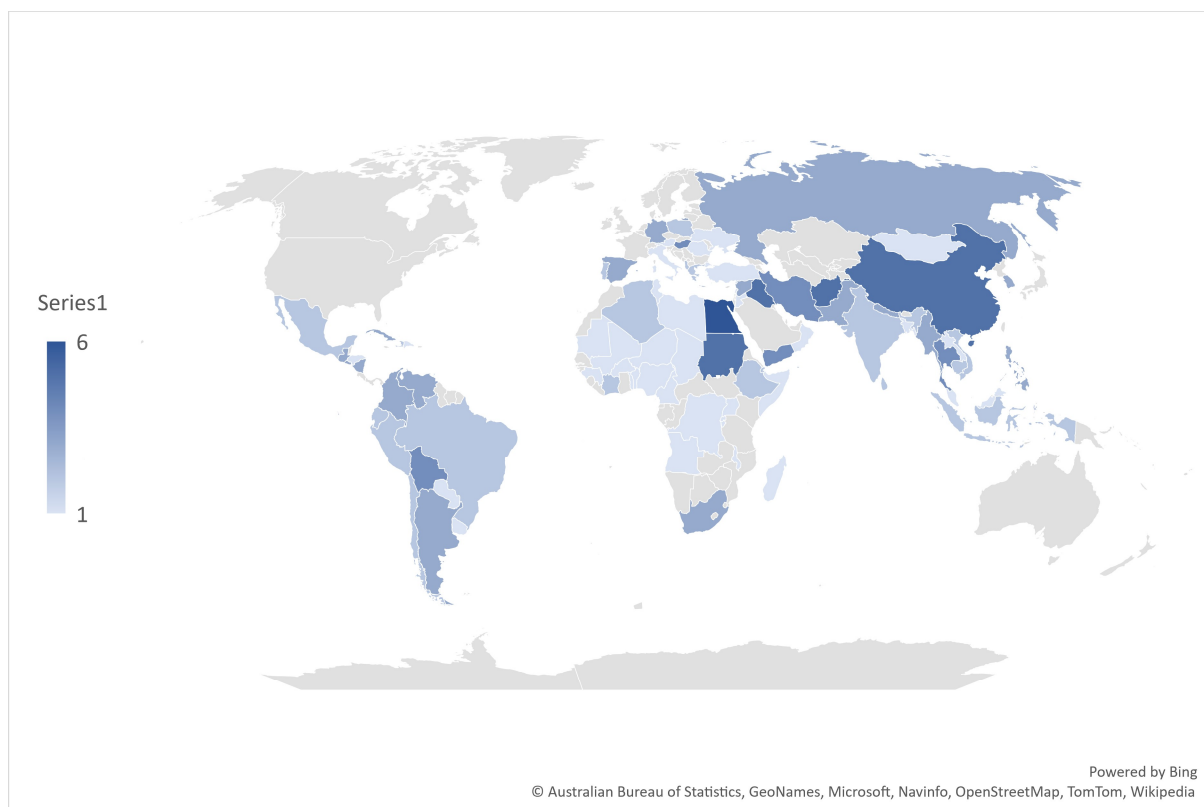 Series1
6
1
Powered by Bing
© Australian Bureau of Statistics, GeoNames, Microsoft, Navinfo, OpenStreetMap, TomTom, Wikipedia